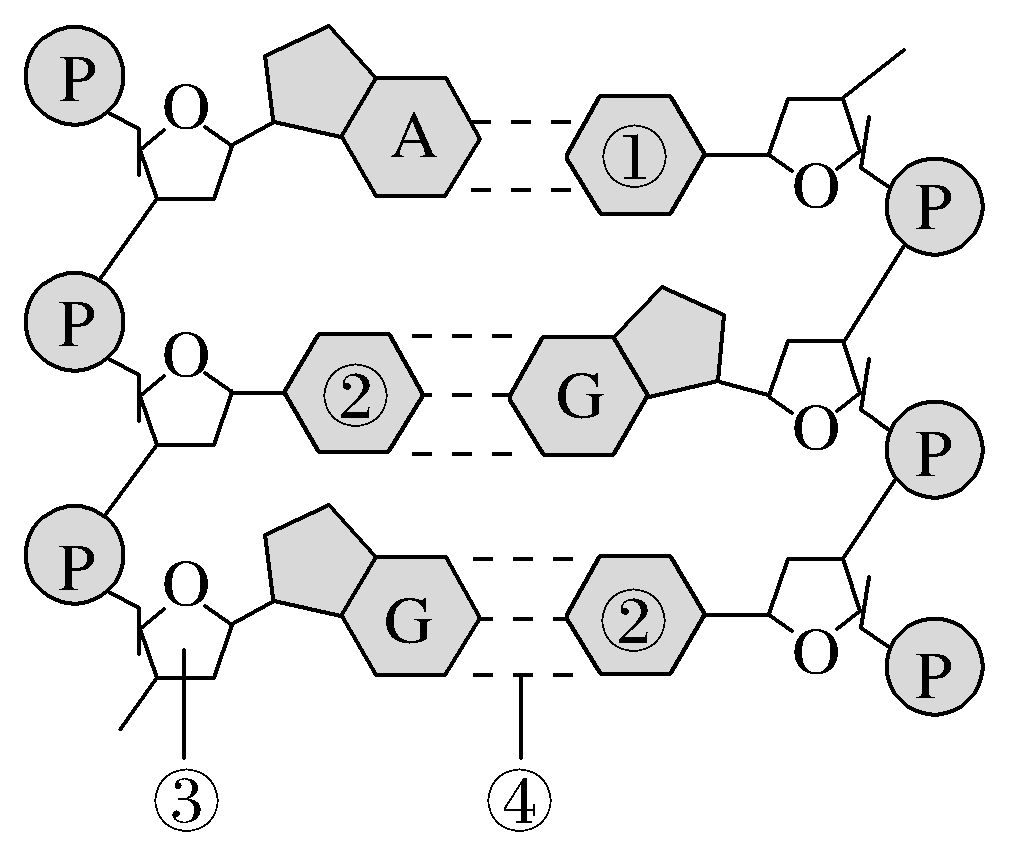 P O A ① O P
P O ② G O P
P O G ② O P
③ ④